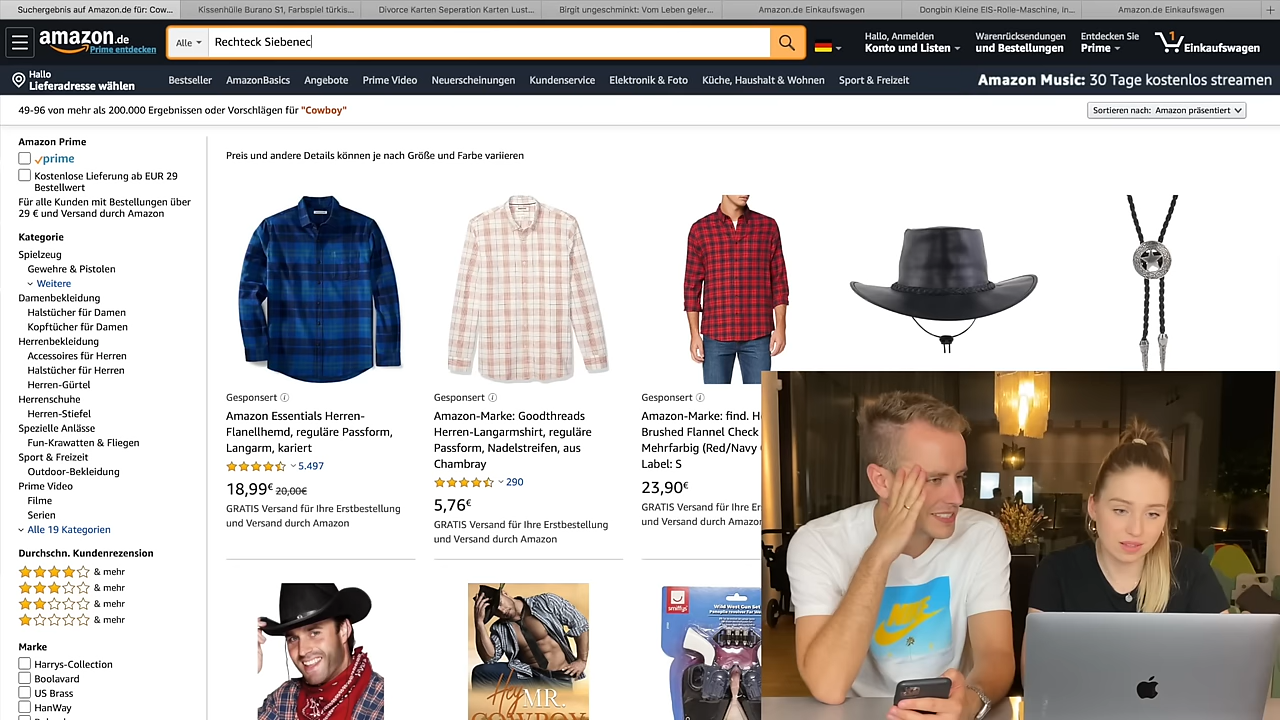 Suchergebnis auf Amazon.de für: Cow...
Kissenhülle Burano S1, Farbspiel türkis...
Divorce Karten Seperation Karten Lust...
Birgit ungeschminkt: Vom Leben geler...
Amazon.de Einkaufswagen
Dongbin Kleine EIS-Rolle-Maschine, In...
Amazon.de Einkaufswagen
amazon.de
Prime entdecken
Alle
Rechteck Siebenec
Hallo, Anmelden
Konto und Listen
Warenrücksendungen
und Bestellungen
Entdecken Sie
Prime
1
Einkaufswagen
Hallo
Lieferadresse wählen
Bestseller
AmazonBasics
Angebote
Prime Video
Neuerscheinungen
Kundenservice
Elektronik & Foto
Küche, Haushalt & Wohnen
Sport & Freizeit
Amazon Music: 30 Tage kostenlos streamen
49-96 von mehr als 200.000 Ergebnissen oder Vorschlägen für "Cowboy"
Sortieren nach: Amazon präsentiert
Amazon Prime
prime
Kostenlose Lieferung ab EUR 29
Bestellwert
Für alle Kunden mit Bestellungen über
29 € und Versand durch Amazon
Kategorie
Spielzeug
Gewehre & Pistolen
Weitere
Damenbekleidung
Halstücher für Damen
Kopftücher für Damen
Herrenbekleidung
Accessoires für Herren
Halstücher für Herren
Herren-Gürtel
Herrenschuhe
Herren-Stiefel
Spezielle Anlässe
Fun-Krawatten & Fliegen
Sport & Freizeit
Outdoor-Bekleidung
Prime Video
Filme
Serien
Alle 19 Kategorien
Durchschn. Kundenrezension
& mehr
& mehr
& mehr
& mehr
Marke
Harrys-Collection
Boolavard
US Brass
HanWay
Preis und andere Details können je nach Größe und Farbe variieren
Gesponsert
Amazon Essentials Herren-
Flanellhemd, reguläre Passform,
Langarm, kariert
5.497
18,99€ 20,00€
GRATIS Versand für Ihre Erstbestellung
und Versand durch Amazon
Gesponsert
Amazon-Marke: Goodthreads
Herren-Langarmshirt, reguläre
Passform, Nadelstreifen, aus
Chambray
290
5,76€
GRATIS Versand für Ihre Erstbestellung
und Versand durch Amazon
Gesponsert
Amazon-Marke: find. H
Brushed Flannel Check
Mehrfarbig (Red/Navy
Label: S
23,90€
GRATIS Versand für Ihre Er
und Versand durch Amazon
Hey MR.
COWBOY
smiffys
Wild West Gun Set